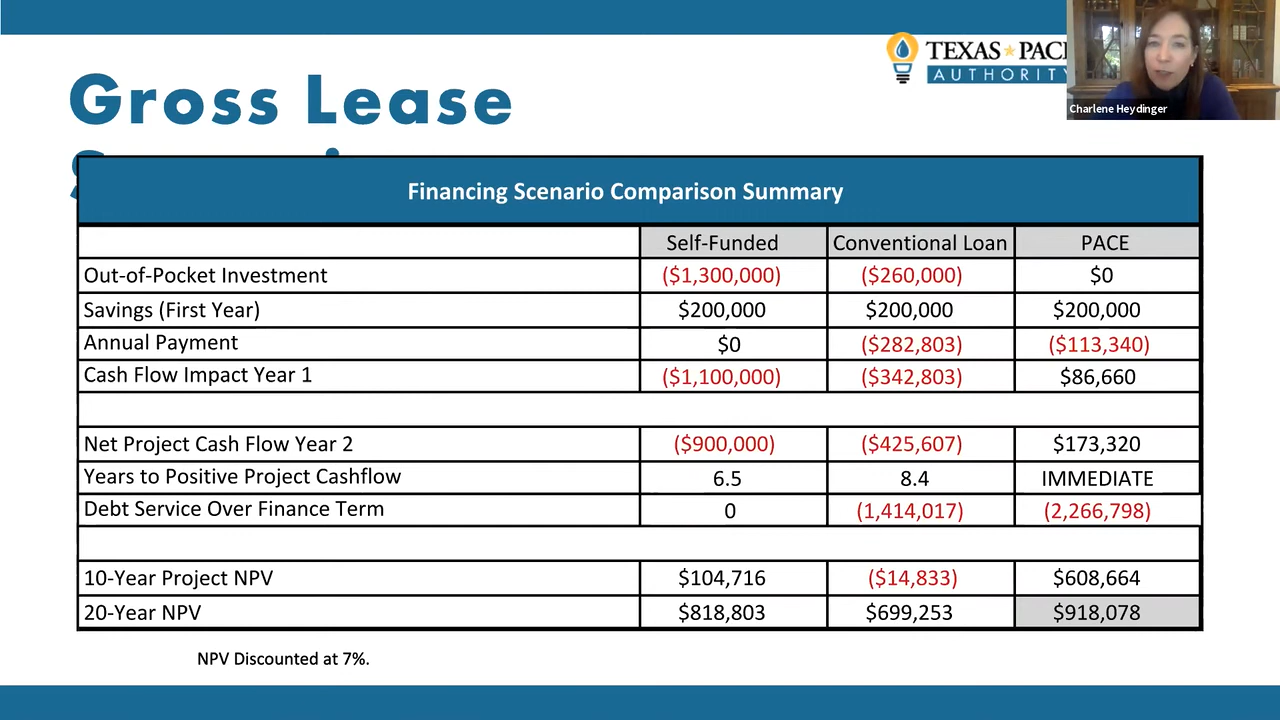 TEXAS PACE
AUTHORITY
Charlene Heydinger
Gross Lease
Financing Scenario Comparison Summary
Self-Funded Conventional Loan PACE
Out-of-Pocket Investment ($1,300,000) ($260,000) $0
Savings (First Year) $200,000 $200,000 $200,000
Annual Payment $0 ($282,803) ($113,340)
Cash Flow Impact Year 1 ($1,100,000) ($342,803) $86,660
Net Project Cash Flow Year 2 ($900,000) ($425,607) $173,320
Years to Positive Project Cashflow 6.5 8.4 IMMEDIATE
Debt Service Over Finance Term 0 (1,414,017) (2,266,798)
10-Year Project NPV $104,716 ($14,833) $608,664
20-Year NPV $818,803 $699,253 $918,078
NPV Discounted at 7%.